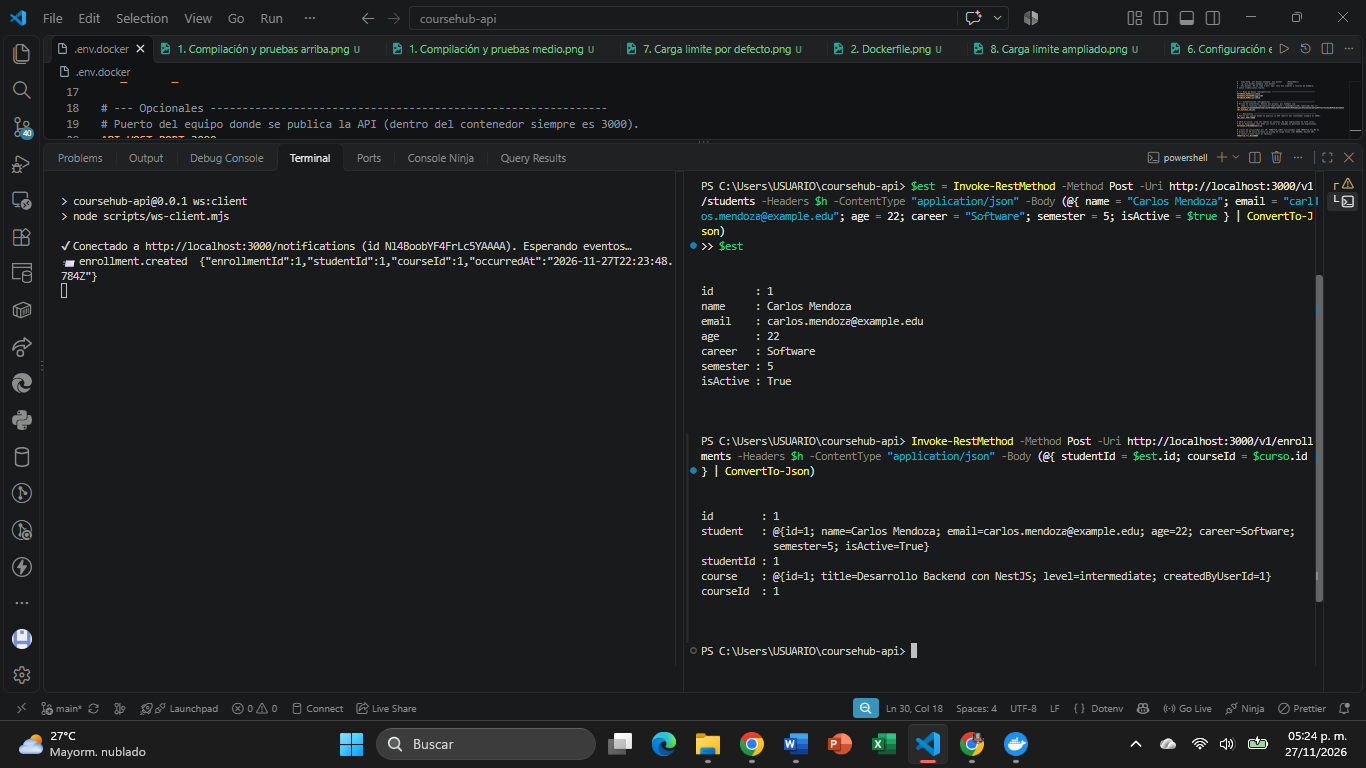 File Edit Selection View Go Run ··· coursehub-api
.env.docker 1. Compilación y pruebas arriba.png U 1. Compilación y pruebas medio.png U 7. Carga limite por defecto.png U 2. Dockerfile.png U 8. Carga limite ampliado.png U 6. Configuración e
.env.docker
17
18 # --- Opcionales -------------------------------------------------------------
19 # Puerto del equipo donde se publica la API (dentro del contenedor siempre es 3000).
Problems Output Debug Console Terminal Ports Console Ninja Query Results powershell
> coursehub-api@0.0.1 ws:client
> node scripts/ws-client.mjs
✓ Conectado a http://localhost:3000/notifications (id Nl4BoobYF4FrLc5YAAAA). Esperando eventos…
enrollment.created {"enrollmentId":1,"studentId":1,"courseId":1,"occurredAt":"2026-11-27T22:23:48.
784Z"}
PS C:\Users\USUARIO\coursehub-api> $est = Invoke-RestMethod -Method Post -Uri http://localhost:3000/v1
/students -Headers $h -ContentType "application/json" -Body (@{ name = "Carlos Mendoza"; email = "carl
os.mendoza@example.edu"; age = 22; career = "Software"; semester = 5; isActive = $true } | ConvertTo-J
son)
>> $est
id : 1
name : Carlos Mendoza
email : carlos.mendoza@example.edu
age : 22
career : Software
semester : 5
isActive : True
PS C:\Users\USUARIO\coursehub-api> Invoke-RestMethod -Method Post -Uri http://localhost:3000/v1/enroll
ments -Headers $h -ContentType "application/json" -Body (@{ studentId = $est.id; courseId = $curso.id
} | ConvertTo-Json)
id : 1
student : @{id=1; name=Carlos Mendoza; email=carlos.mendoza@example.edu; age=22; career=Software;
semester=5; isActive=True}
studentId : 1
course : @{id=1; title=Desarrollo Backend con NestJS; level=intermediate; createdByUserId=1}
courseId : 1
PS C:\Users\USUARIO\coursehub-api>
40
main* Launchpad 0 0 Connect Live Share Ln 30, Col 18 Spaces: 4 UTF-8 LF { } Dotenv Go Live Ninja Prettier
27°C
Mayorm. nublado
Buscar
05:24 p. m.
27/11/2026